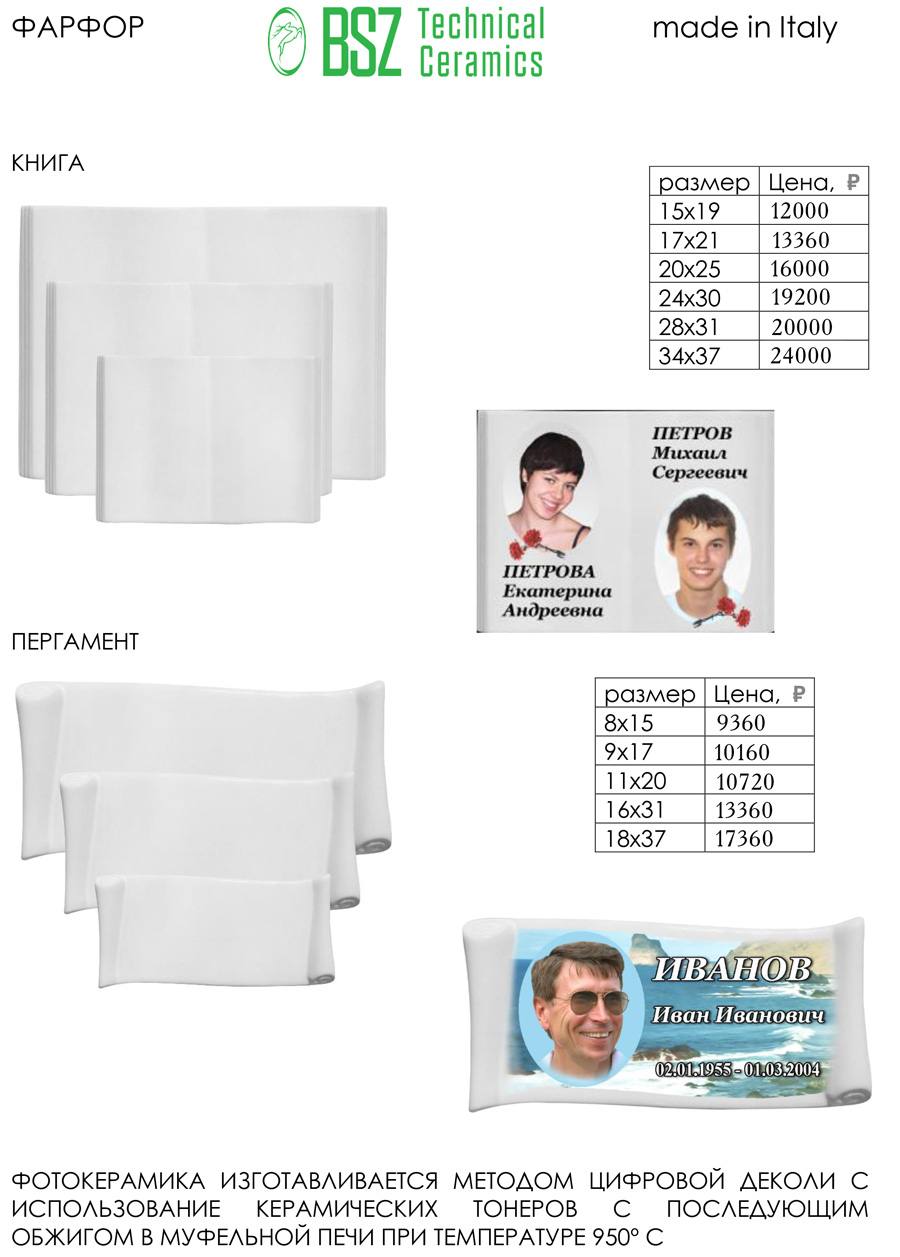 ФАРФОР
BSZ Technical Ceramics
made in Italy
КНИГА
размер Цена, ₽
15x19 12000
17x21 13360
20x25 16000
24x30 19200
28x31 20000
34x37 24000
ПЕТРОВ
Михаил
Сергеевич
ПЕТРОВА
Екатерина
Андреевна
ПЕРГАМЕНТ
размер Цена, ₽
8x15 9360
9x17 10160
11x20 10720
16x31 13360
18x37 17360
ИВАНОВ
Иван Иванович
02.01.1955 - 01.03.2004
ФОТОКЕРАМИКА ИЗГОТАВЛИВАЕТСЯ МЕТОДОМ ЦИФРОВОЙ ДЕКОЛИ С
ИСПОЛЬЗОВАНИЕ КЕРАМИЧЕСКИХ ТОНЕРОВ С ПОСЛЕДУЮЩИМ
ОБЖИГОМ В МУФЕЛЬНОЙ ПЕЧИ ПРИ ТЕМПЕРАТУРЕ 950° С